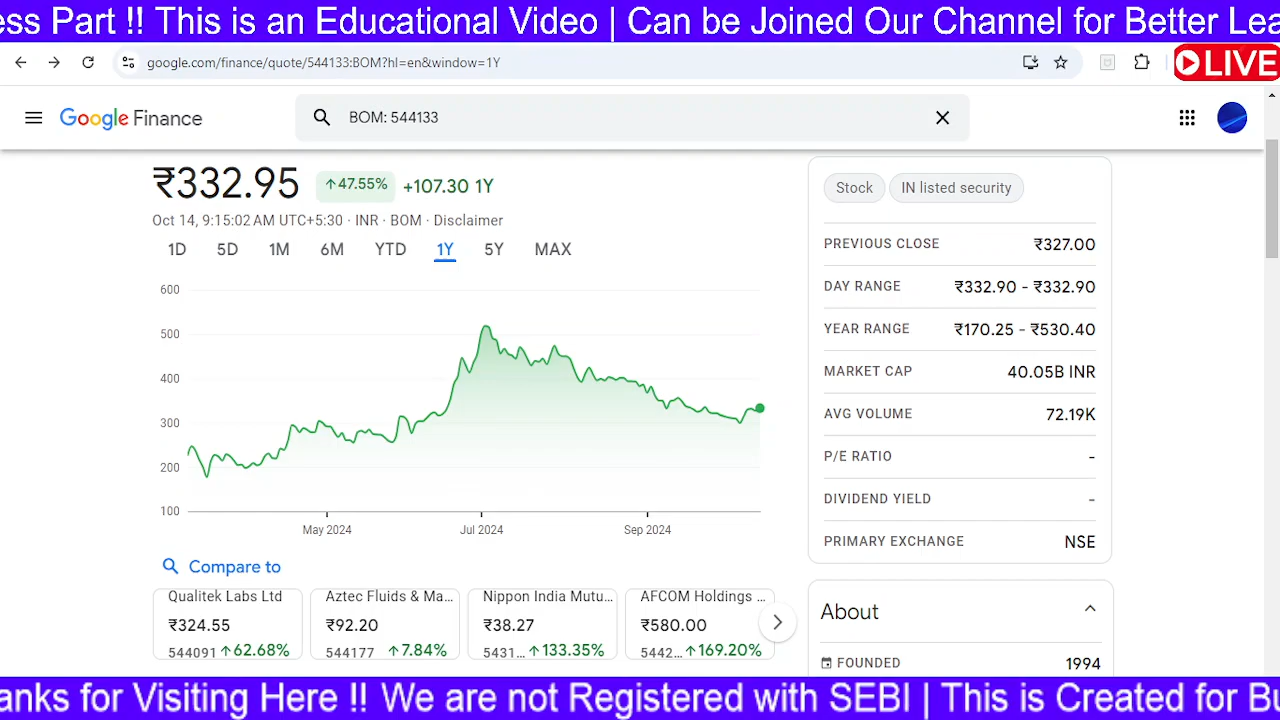 ess Part !! This is an Educational Video | Can be Joined Our Channel for Better Lea
google.com/finance/quote/544133:BOM?hl=en&window=1Y
LIVE
Google Finance
BOM: 544133
₹332.95
↑47.55%
+107.30 1Y
Oct 14, 9:15:02 AM UTC+5:30 · INR · BOM · Disclaimer
1D 5D 1M 6M YTD 1Y 5Y MAX
600
500
400
300
200
100
May 2024 Jul 2024 Sep 2024
Compare to
Qualitek Labs Ltd
₹324.55
544091 ↑62.68%
Aztec Fluids & Ma...
₹92.20
544177 ↑7.84%
Nippon India Mutu...
₹38.27
5431... ↑133.35%
AFCOM Holdings ...
₹580.00
5442... ↑169.20%
Stock
IN listed security
PREVIOUS CLOSE ₹327.00
DAY RANGE ₹332.90 - ₹332.90
YEAR RANGE ₹170.25 - ₹530.40
MARKET CAP 40.05B INR
AVG VOLUME 72.19K
P/E RATIO -
DIVIDEND YIELD -
PRIMARY EXCHANGE NSE
About
FOUNDED 1994
anks for Visiting Here !! We are not Registered with SEBI | This is Created for Bu